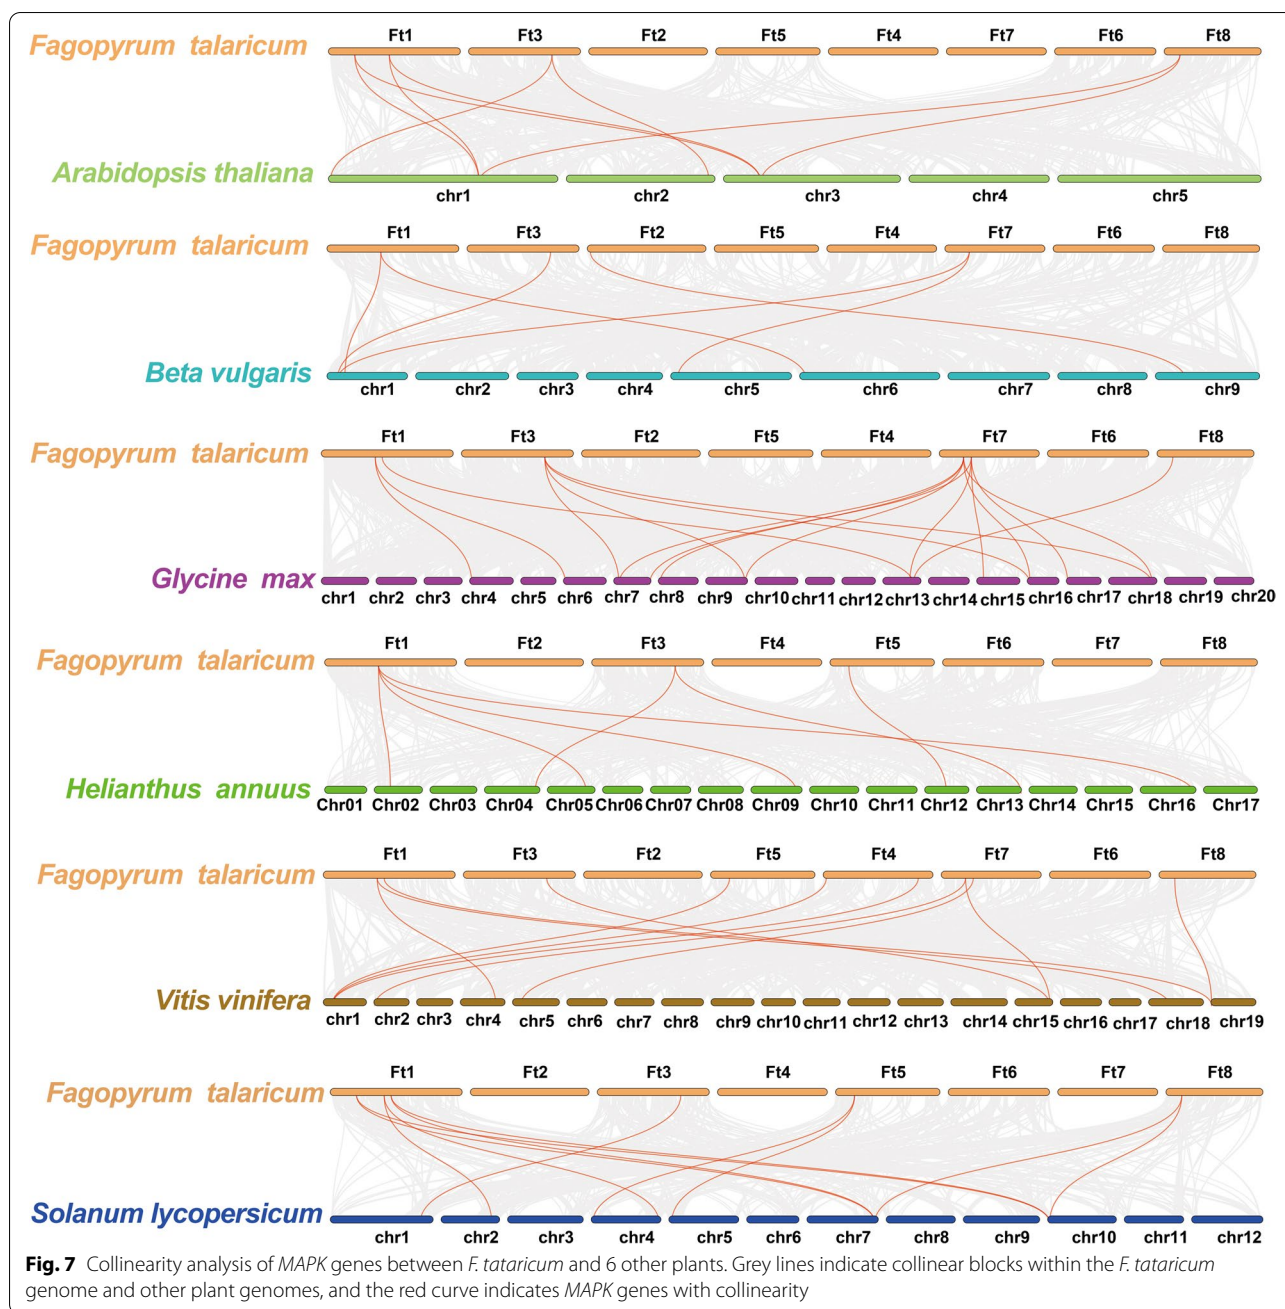 Ft1 Ft3 Ft2 Ft5 Ft4 Ft7 Ft6 Ft8
Fagopyrum talaricum
Arabidopsis thaliana
chr1 chr2 chr3 chr4 chr5
Ft1 Ft3 Ft2 Ft5 Ft4 Ft7 Ft6 Ft8
Fagopyrum talaricum
Beta vulgaris
chr1 chr2 chr3 chr4 chr5 chr6 chr7 chr8 chr9
Ft1 Ft3 Ft2 Ft5 Ft4 Ft7 Ft6 Ft8
Fagopyrum talaricum
Glycine max
chr1 chr2 chr3 chr4 chr5 chr6 chr7 chr8 chr9 chr10 chr11 chr12 chr13 chr14 chr15 chr16 chr17 chr18 chr19 chr20
Ft1 Ft2 Ft3 Ft4 Ft5 Ft6 Ft7 Ft8
Fagopyrum talaricum
Helianthus annuus
Chr01 Chr02 Chr03 Chr04 Chr05 Chr06 Chr07 Chr08 Chr09 Chr10 Chr11 Chr12 Chr13 Chr14 Chr15 Chr16 Chr17
Ft1 Ft3 Ft2 Ft5 Ft4 Ft7 Ft6 Ft8
Fagopyrum talaricum
Vitis vinifera
chr1 chr2 chr3 chr4 chr5 chr6 chr7 chr8 chr9 chr10 chr11 chr12 chr13 chr14 chr15 chr16 chr17 chr18 chr19
Ft1 Ft2 Ft3 Ft4 Ft5 Ft6 Ft7 Ft8
Fagopyrum talaricum
Solanum lycopersicum
chr1 chr2 chr3 chr4 chr5 chr6 chr7 chr8 chr9 chr10 chr11 chr12
Fig. 7 Collinearity analysis of MAPK genes between F. tataricum and 6 other plants. Grey lines indicate collinear blocks within the F. tataricum
genome and other plant genomes, and the red curve indicates MAPK genes with collinearity